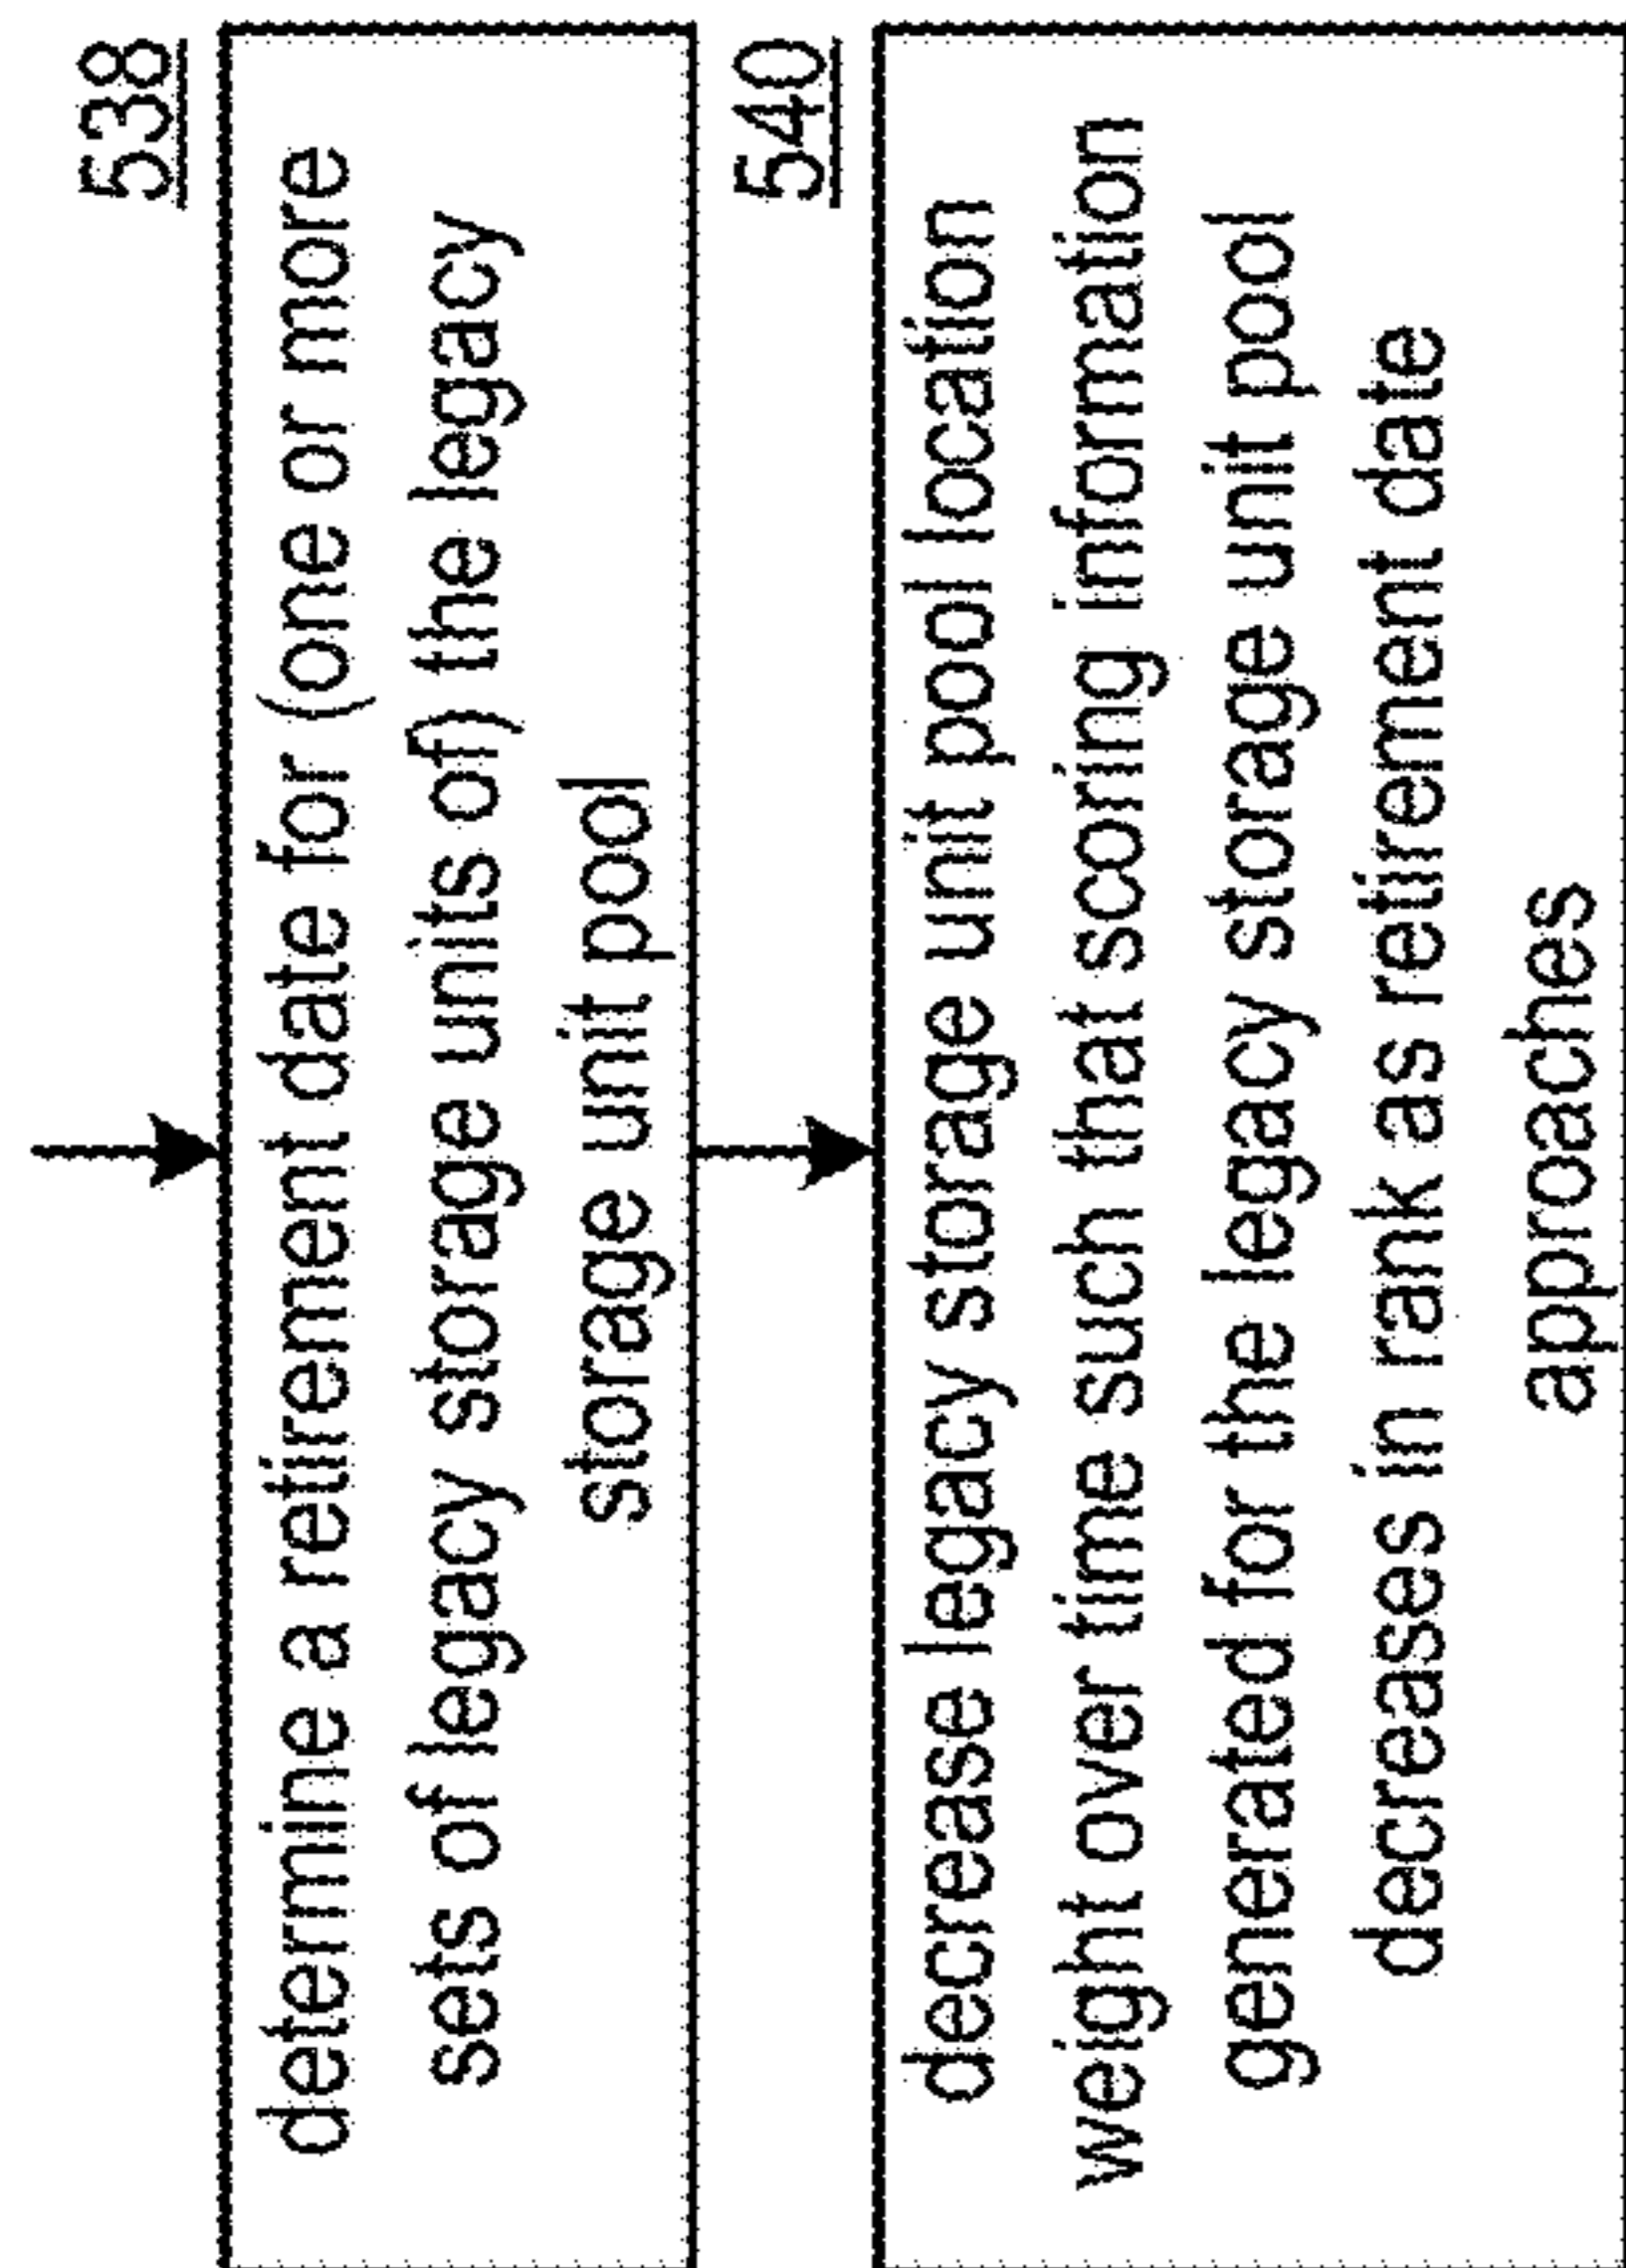 538
determine a retirement date for (one or more
sets of legacy storage units of) the legacy
storage unit pool
540
decrease legacy storage unit pool location
weight over time such that scoring information
generated for the legacy storage unit pool
decreases in rank as retirement date
approaches